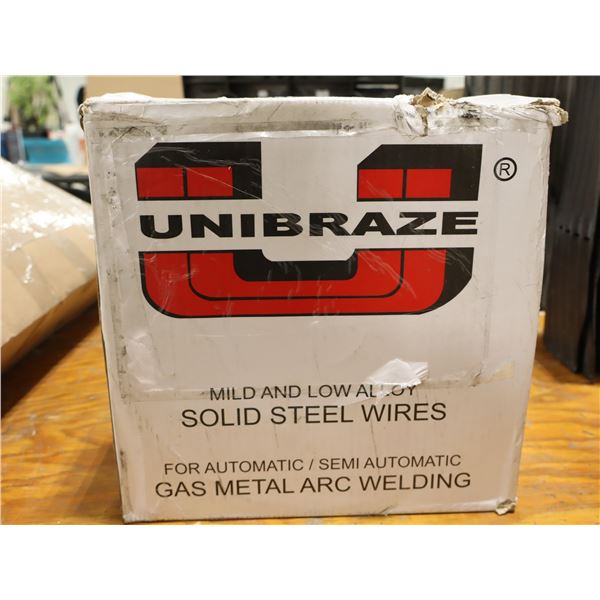 ®
UNIBRAZE
MILD AND LOW ALLOY
SOLID STEEL WIRES
FOR AUTOMATIC / SEMI AUTOMATIC
GAS METAL ARC WELDING